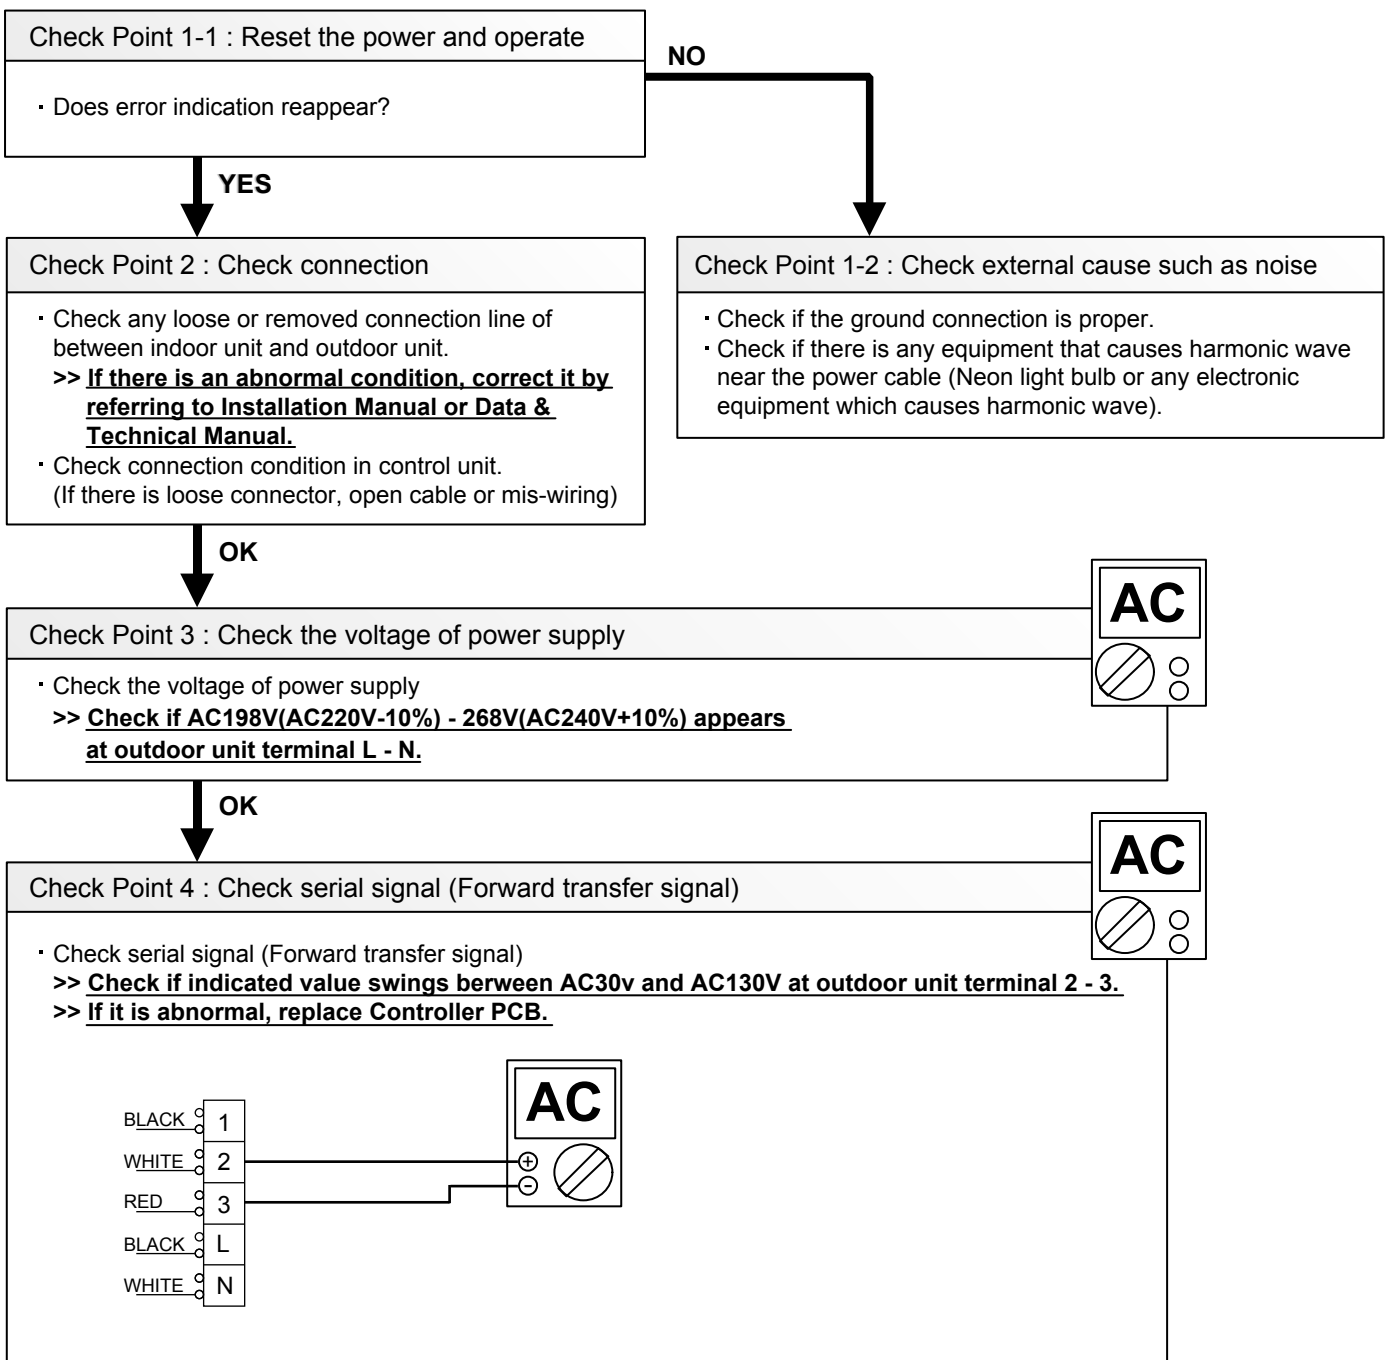 Check Point 1-1 : Reset the power and operate
· Does error indication reappear?
NO
YES
Check Point 2 : Check connection
· Check any loose or removed connection line of
between indoor unit and outdoor unit.
>> If there is an abnormal condition, correct it by
referring to Installation Manual or Data &
Technical Manual.
· Check connection condition in control unit.
(If there is loose connector, open cable or mis-wiring)
Check Point 1-2 : Check external cause such as noise
· Check if the ground connection is proper.
· Check if there is any equipment that causes harmonic wave
near the power cable (Neon light bulb or any electronic
equipment which causes harmonic wave).
OK
AC
Check Point 3 : Check the voltage of power supply
· Check the voltage of power supply
>> Check if AC198V(AC220V-10%) - 268V(AC240V+10%) appears
at outdoor unit terminal L - N.
OK
AC
Check Point 4 : Check serial signal (Forward transfer signal)
· Check serial signal (Forward transfer signal)
>> Check if indicated value swings berween AC30v and AC130V at outdoor unit terminal 2 - 3.
>> If it is abnormal, replace Controller PCB.
AC
BLACK 1
WHITE 2
RED 3
BLACK L
WHITE N
+
-